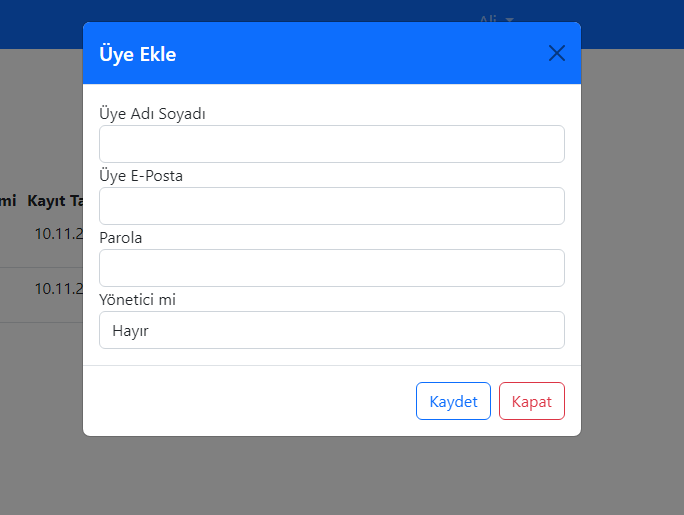 Ali
Üye Ekle
Üye Adı Soyadı
Üye E-Posta
mi Kayıt Ta
10.11.2
Parola
10.11.2
Yönetici mi
Hayır
Kaydet Kapat